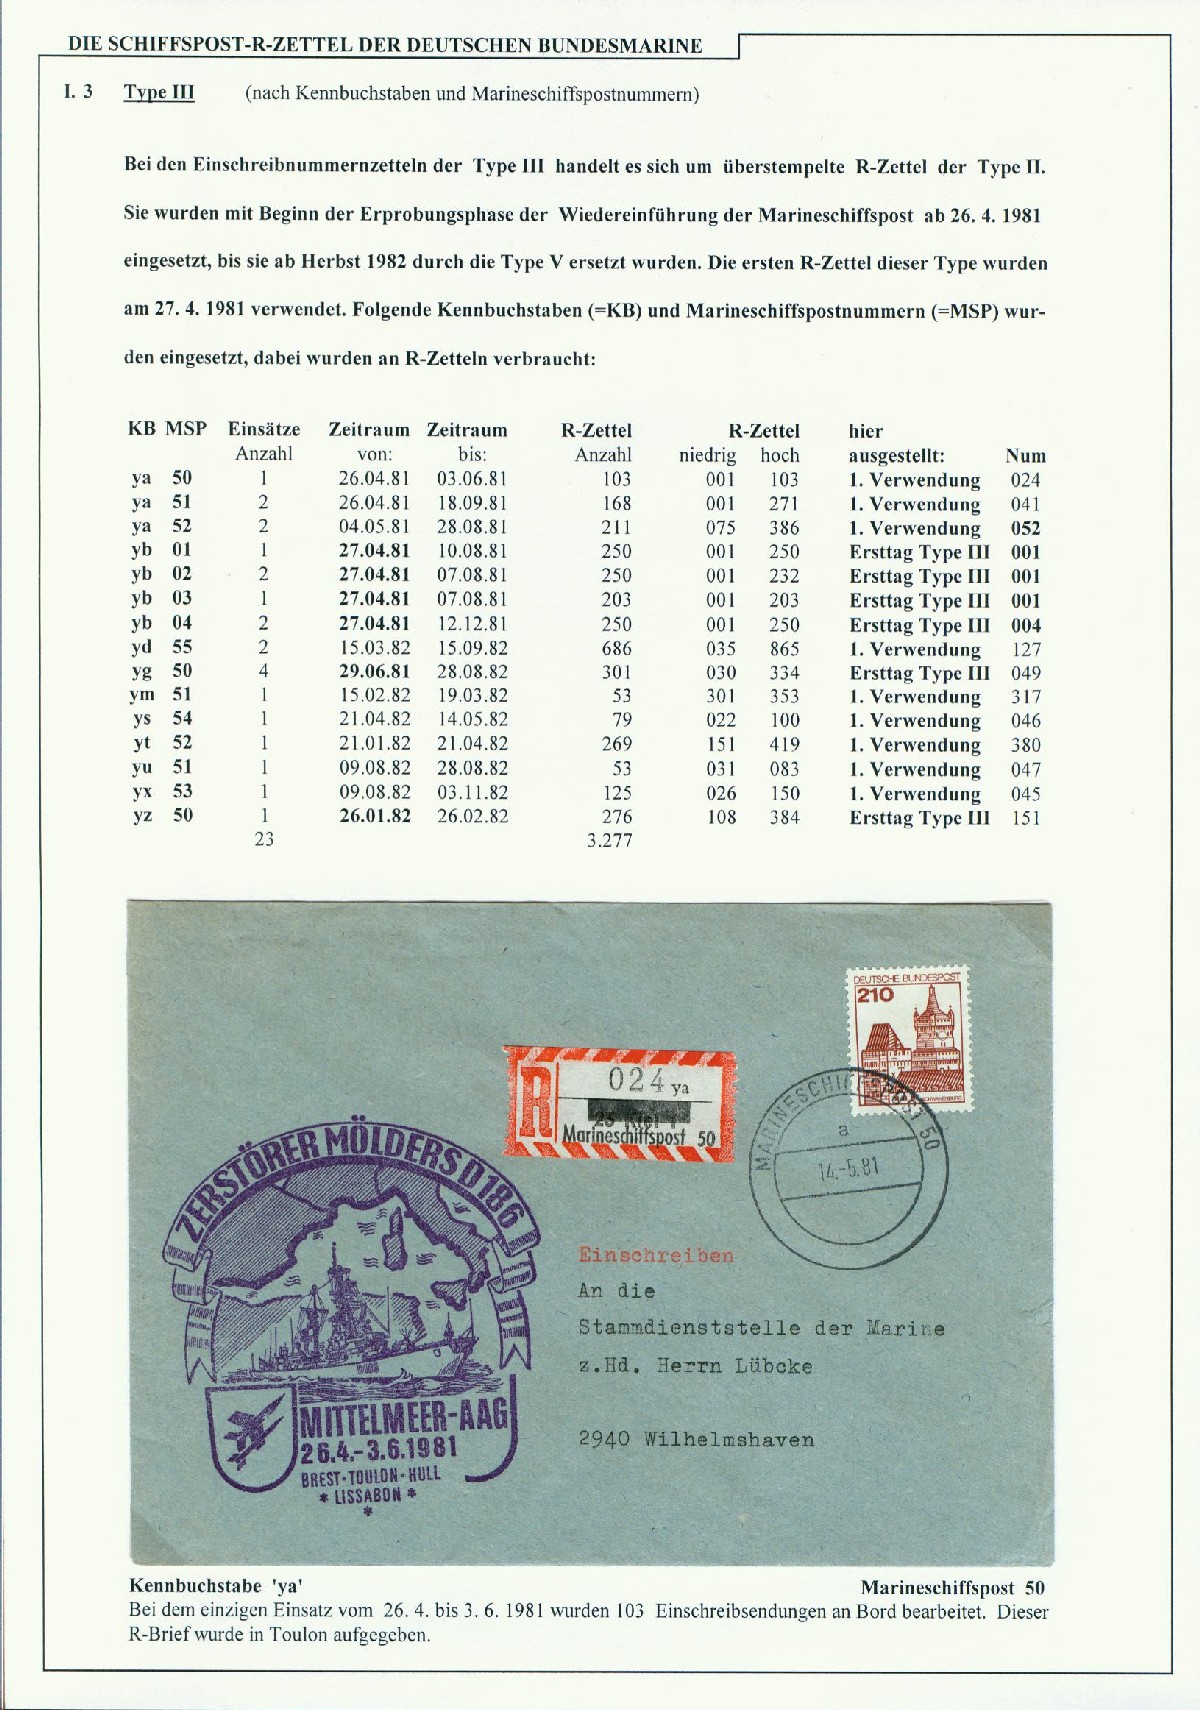 DIE SCHIFFSPOST-R-ZETTEL DER DEUTSCHEN BUNDESMARINE
I. 3 Type III (nach Kennbuchstaben und Marineschiffspostnummern)
Bei den Einschreibnummernzetteln der Type III handelt es sich um überstempelte R-Zettel der Type II.
Sie wurden mit Beginn der Erprobungsphase der Wiedereinführung der Marineschiffspost ab 26. 4. 1981
eingesetzt, bis sie ab Herbst 1982 durch die Type V ersetzt wurden. Die ersten R-Zettel dieser Type wurden
am 27. 4. 1981 verwendet. Folgende Kennbuchstaben (=KB) und Marineschiffspostnummern (=MSP) wur-
den eingesetzt, dabei wurden an R-Zetteln verbraucht:
KB MSP Einsätze Zeitraum Zeitraum R-Zettel R-Zettel hier
Anzahl von: bis: Anzahl niedrig hoch ausgestellt: Num
ya 50 1 26.04.81 03.06.81 103 001 103 1. Verwendung 024
ya 51 2 26.04.81 18.09.81 168 001 271 1. Verwendung 041
ya 52 2 04.05.81 28.08.81 211 075 386 1. Verwendung 052
yb 01 1 27.04.81 10.08.81 250 001 250 Ersttag Type III 001
yb 02 2 27.04.81 07.08.81 250 001 232 Ersttag Type III 001
yb 03 1 27.04.81 07.08.81 203 001 203 Ersttag Type III 001
yb 04 2 27.04.81 12.12.81 250 001 250 Ersttag Type III 004
yd 55 2 15.03.82 15.09.82 686 035 865 1. Verwendung 127
yg 50 4 29.06.81 28.08.82 301 030 334 Ersttag Type III 049
ym 51 1 15.02.82 19.03.82 53 301 353 1. Verwendung 317
ys 54 1 21.04.82 14.05.82 79 022 100 1. Verwendung 046
yt 52 1 21.01.82 21.04.82 269 151 419 1. Verwendung 380
yu 51 1 09.08.82 28.08.82 53 031 083 1. Verwendung 047
yx 53 1 09.08.82 03.11.82 125 026 150 1. Verwendung 045
yz 50 1 26.01.82 26.02.82 276 108 384 Ersttag Type III 151
23 3.277
DEUTSCHE BUNDESPOST
210
R 024 ya
Marineschiffspost 50
MARINESCHIFFSPOST 50
a
14.-5.81
ZERSTÖRER MÖLDERS D186
MITTELMEER-AAG
26.4.-3.6.1981
BREST·TOULON·HULL
* LISSABON *
*
Einschreiben
An die
Stammdienststelle der Marine
z.Hd. Herrn Lübcke
2940 Wilhelmshaven
Kennbuchstabe 'ya' Marineschiffspost 50
Bei dem einzigen Einsatz vom 26. 4. bis 3. 6. 1981 wurden 103 Einschreibsendungen an Bord bearbeitet. Dieser
R-Brief wurde in Toulon aufgegeben.